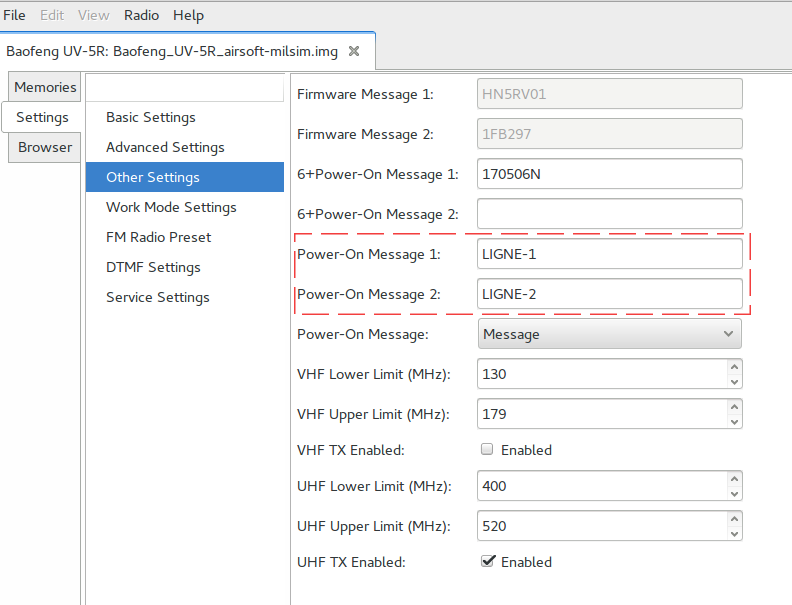 File Edit View Radio Help
Baofeng UV-5R: Baofeng_UV-5R_airsoft-milsim.img
Memories
Settings
Browser
Basic Settings
Advanced Settings
Other Settings
Work Mode Settings
FM Radio Preset
DTMF Settings
Service Settings
Firmware Message 1: HN5RV01
Firmware Message 2: 1FB297
6+Power-On Message 1: 170506N
6+Power-On Message 2:
Power-On Message 1: LIGNE-1
Power-On Message 2: LIGNE-2
Power-On Message: Message
VHF Lower Limit (MHz): 130
VHF Upper Limit (MHz): 179
VHF TX Enabled: Enabled
UHF Lower Limit (MHz): 400
UHF Upper Limit (MHz): 520
UHF TX Enabled: Enabled